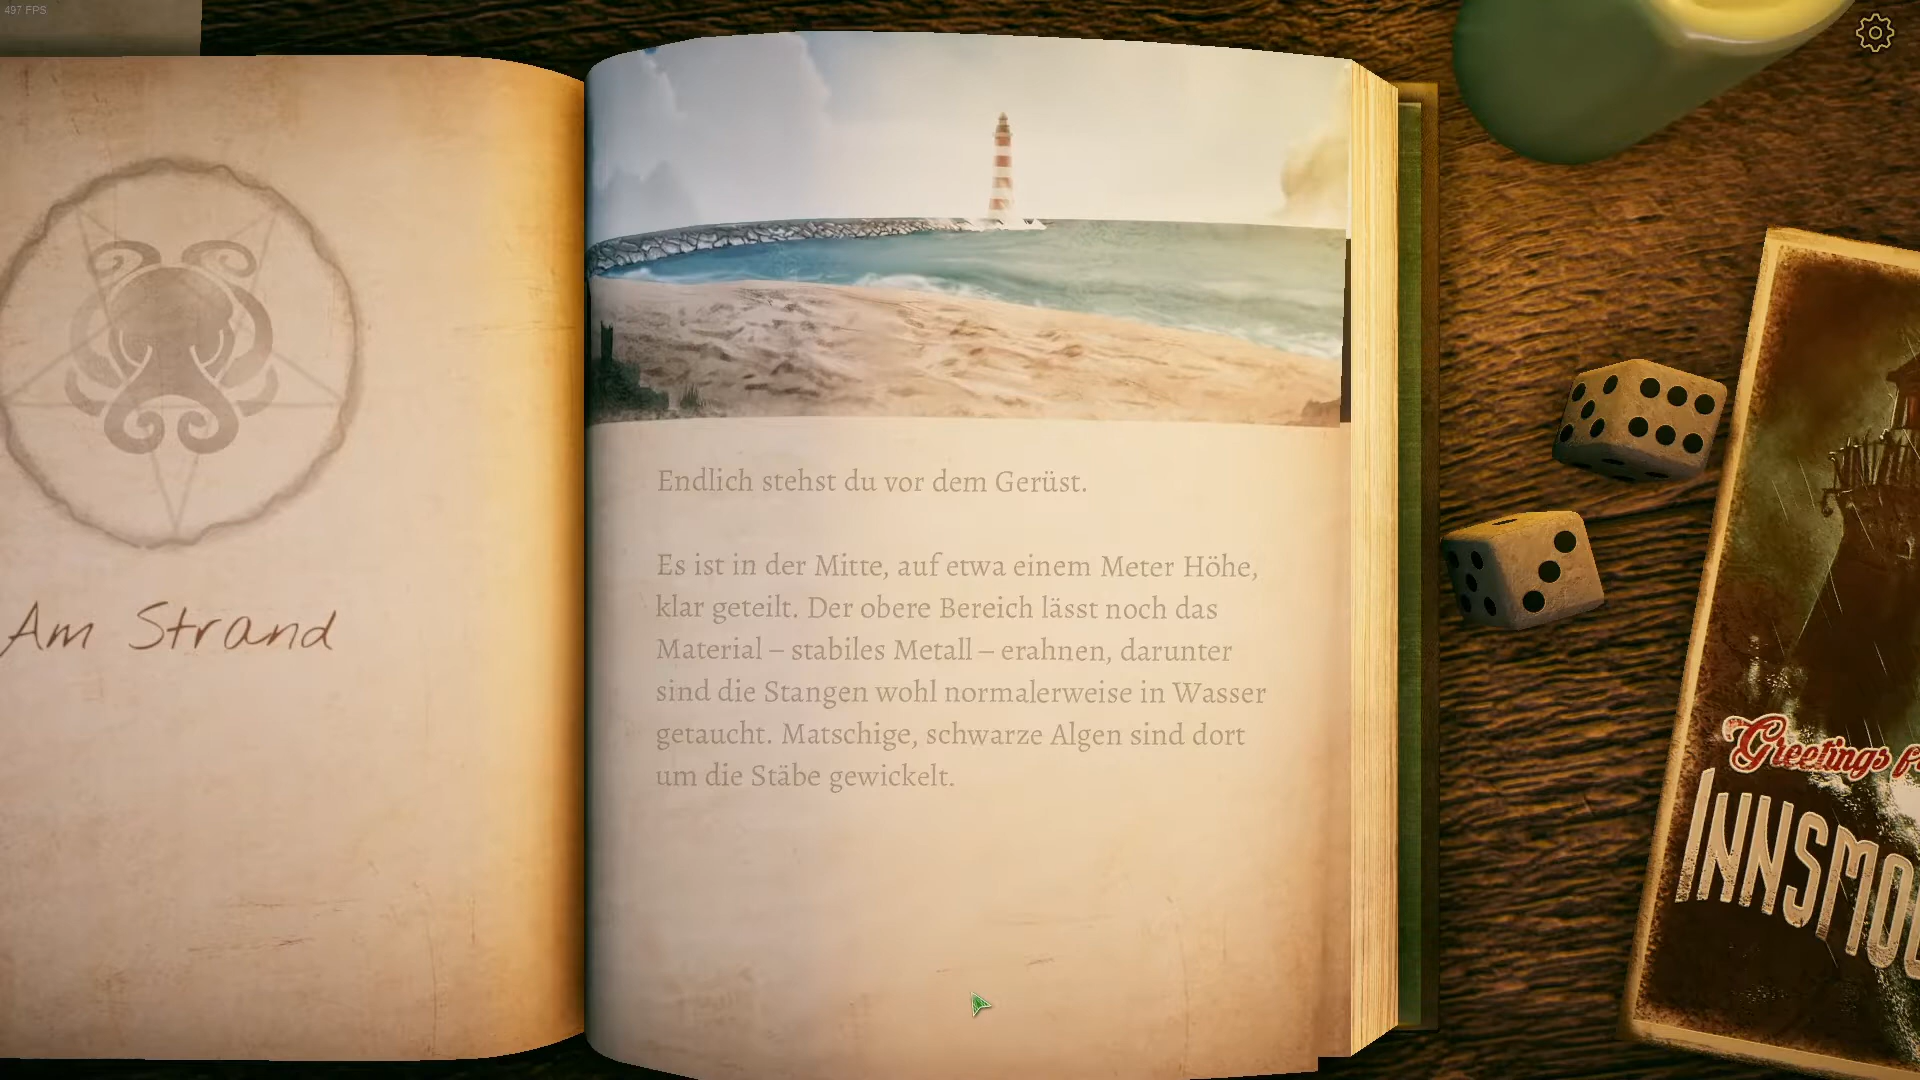 497 FPS
Am Strand
Endlich stehst du vor dem Gerüst.
Es ist in der Mitte, auf etwa einem Meter Höhe,
klar geteilt. Der obere Bereich lässt noch das
Material – stabiles Metall – erahnen, darunter
sind die Stangen wohl normalerweise in Wasser
getaucht. Matschige, schwarze Algen sind dort
um die Stäbe gewickelt.
Greetings